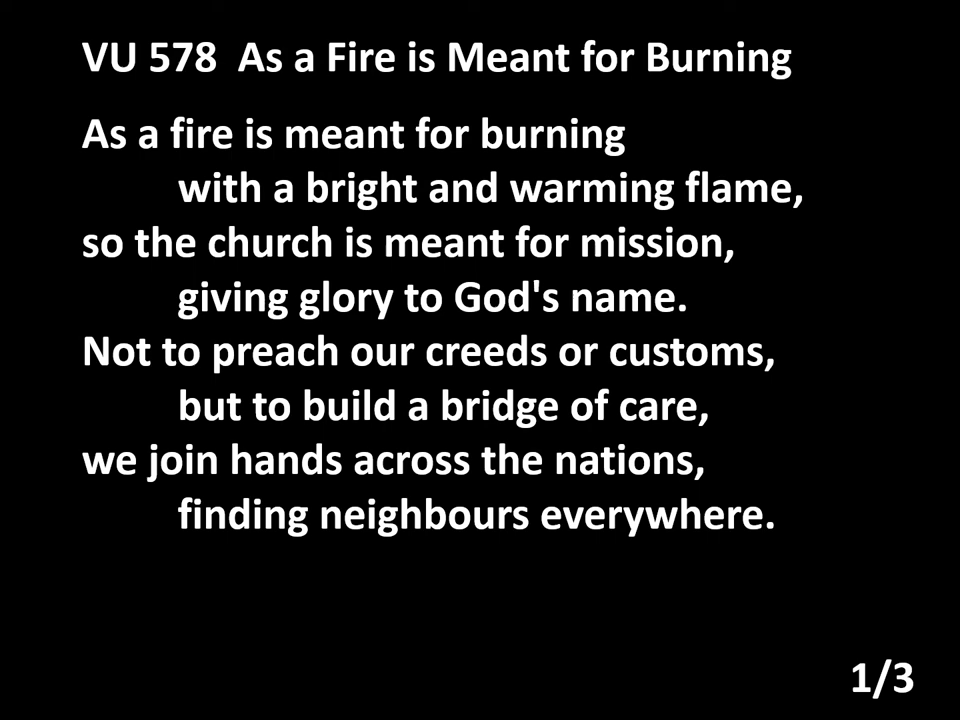 VU 578  As a Fire is Meant for Burning
As a fire is meant for burning
with a bright and warming flame,
so the church is meant for mission,
giving glory to God's name.
Not to preach our creeds or customs,
but to build a bridge of care,
we join hands across the nations,
finding neighbours everywhere.
1/3